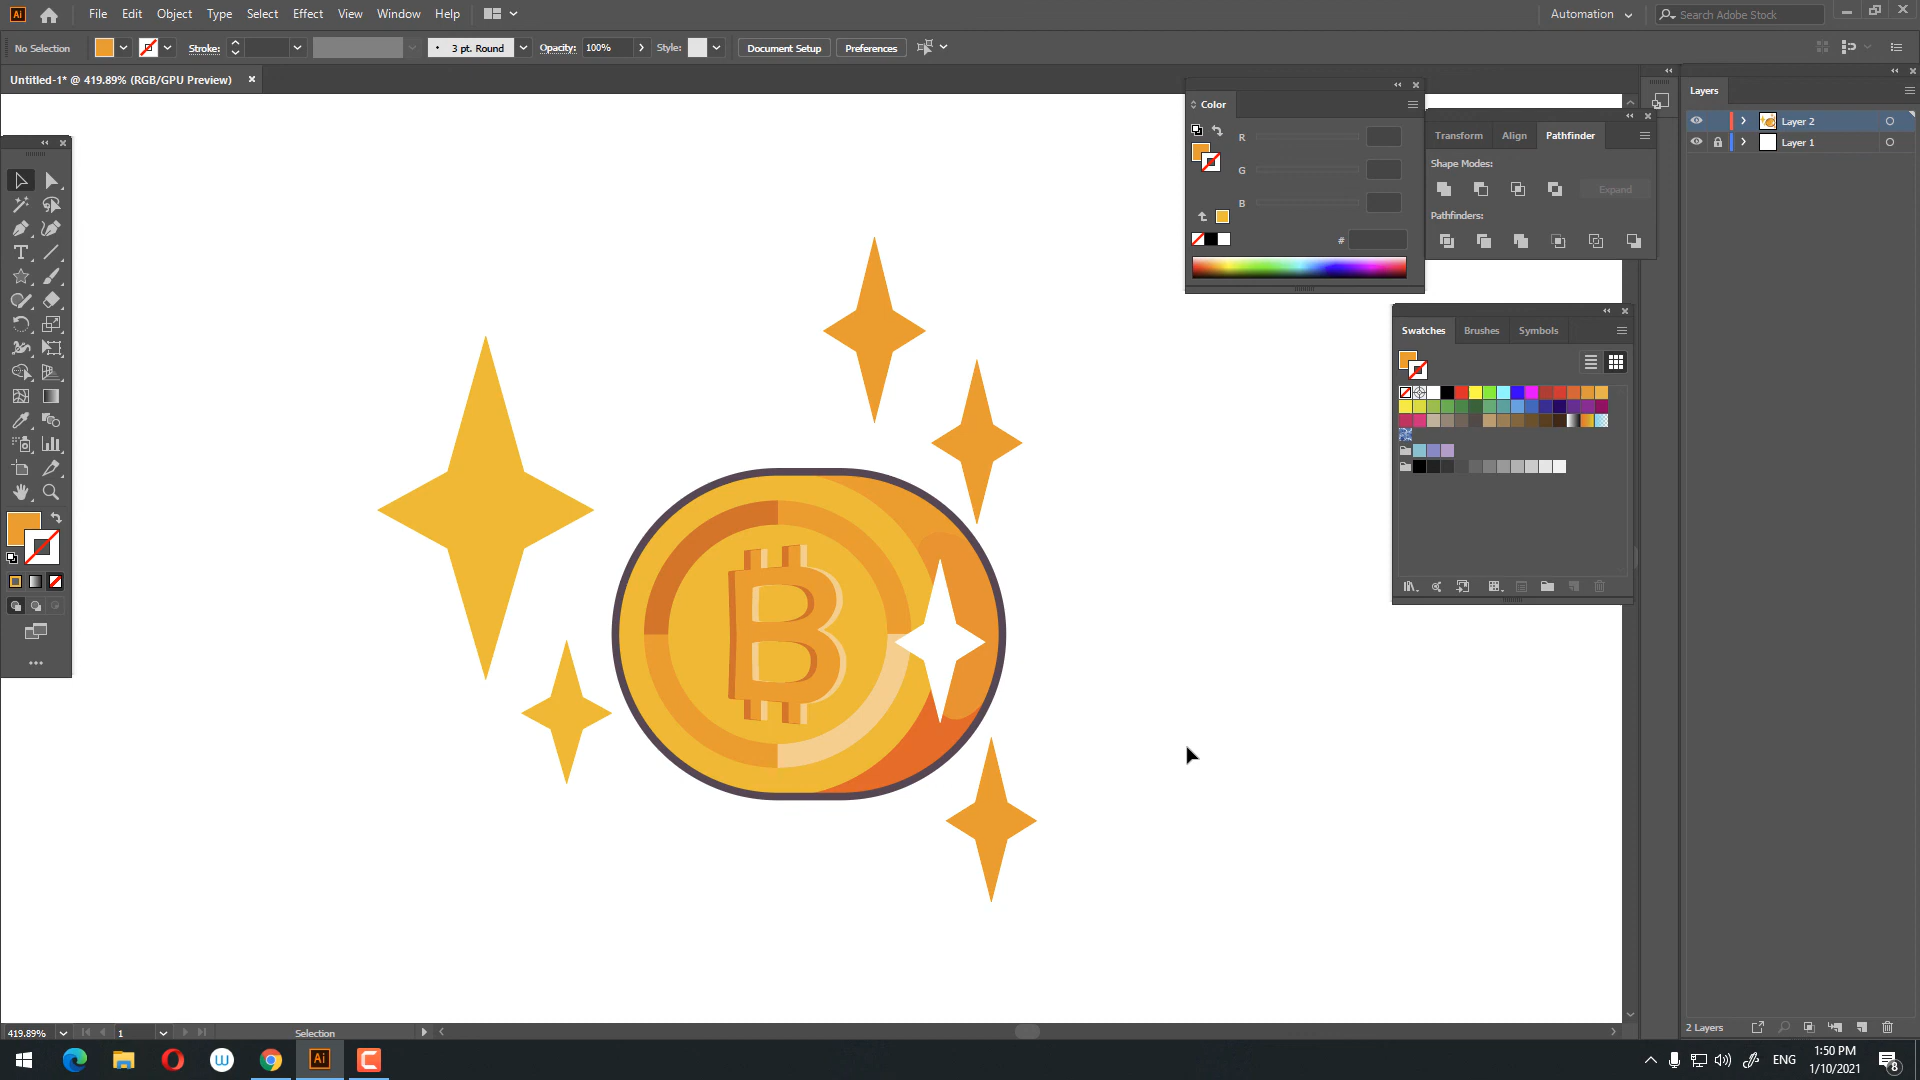 Ai File Edit Object Type Select Effect View Window Help Automation Search Adobe Stock
No Selection Stroke: 3 pt. Round Opacity: 100% Style: Document Setup Preferences
Untitled-1* @ 419.89% (RGB/GPU Preview)
Color
R
G
B
#
Transform Align Pathfinder
Shape Modes:
Expand
Pathfinders:
Swatches Brushes Symbols
Layers
Layer 2
Layer 1
2 Layers
419.89% 1 Selection
Ai
ENG
1:50 PM
1/10/2021
8